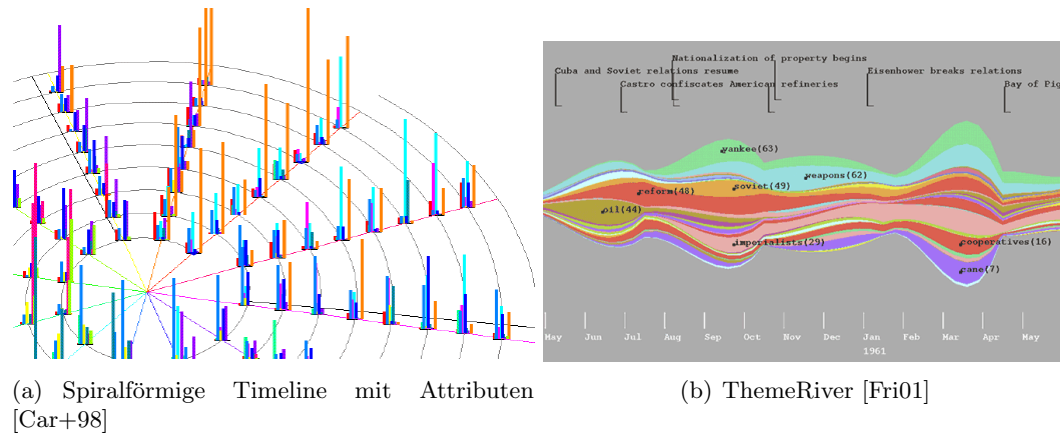 Nationalization of property begins
Cuba and Soviet relations resume
Eisenhower breaks relations
Castro confiscates American refineries
Bay of Pig
yankee(63)
weapons(62)
soviet(49)
reform(48)
oil(44)
imperialists(29)
cooperatives(16)
cane(7)
May Jun Jul Aug Sep Oct Nov Dec Jan Feb Mar Apr May
1961
(a) Spiralförmige Timeline mit Attributen
[Car+98]
(b) ThemeRiver [Fri01]